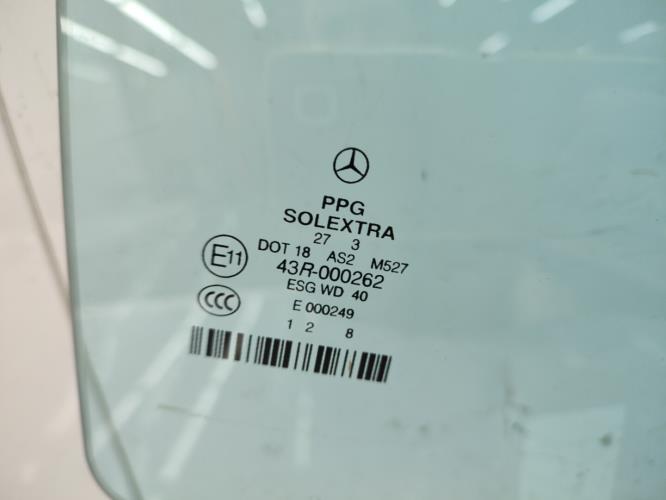 PPG
SOLEXTRA
27 3
DOT 18 AS2 M527
E11
43R-000262
ESG WD 40
CCC
E 000249
1 2 8